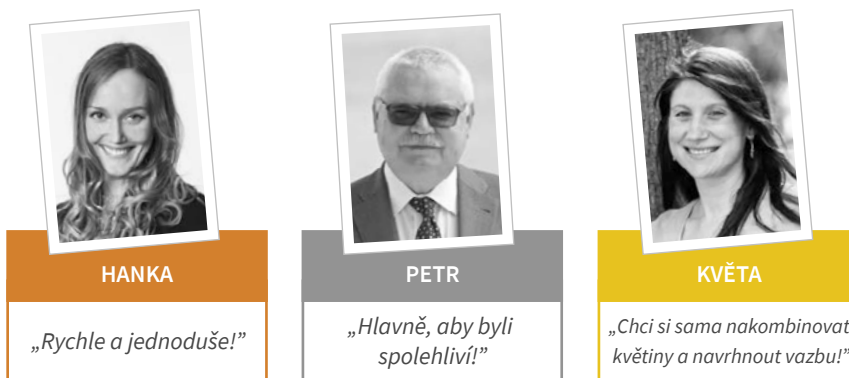 HANKA
„Rychle a jednoduše!”
PETR
„Hlavně, aby byli
spolehliví!”
KVĚTA
„Chci si sama nakombinovat
květiny a navrhnout vazbu!”